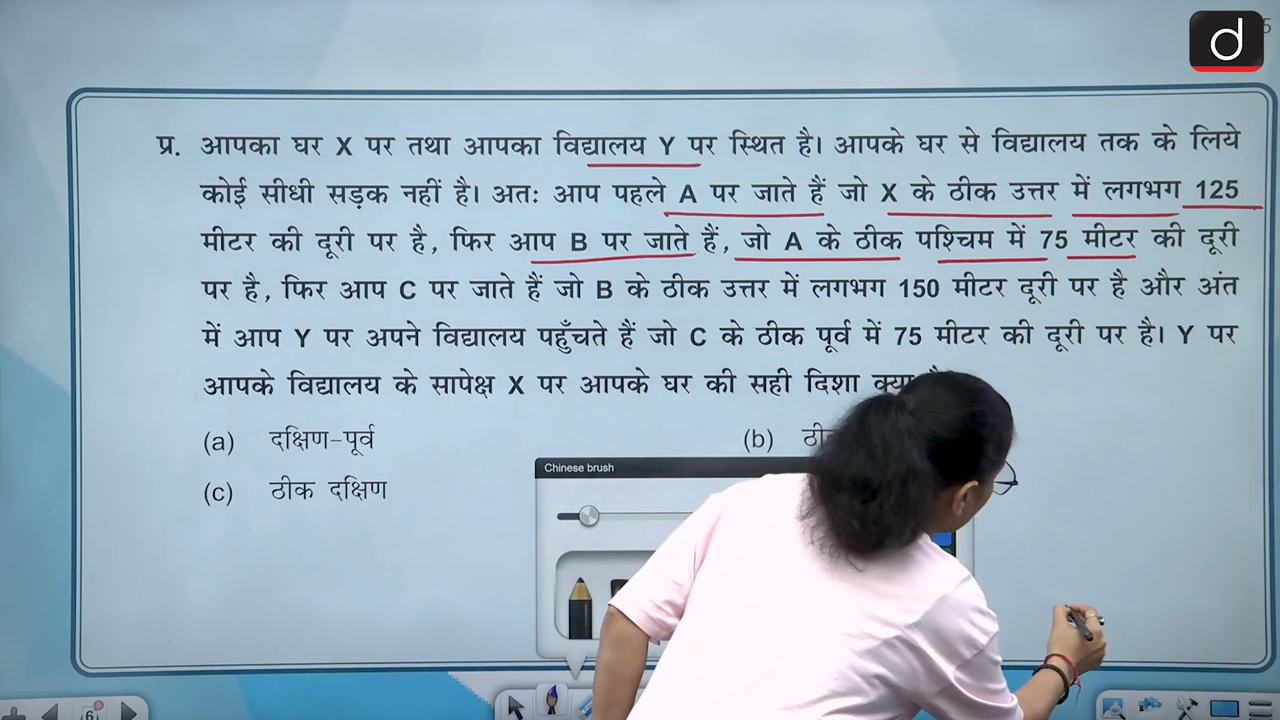 d
5
प्र. आपका घर X पर तथा आपका विद्यालय Y पर स्थित है। आपके घर से विद्यालय तक के लिये
कोई सीधी सड़क नहीं है। अतः आप पहले A पर जाते हैं जो X के ठीक उत्तर में लगभग 125
मीटर की दूरी पर है, फिर आप B पर जाते हैं, जो A के ठीक पश्चिम में 75 मीटर की दूरी
पर है, फिर आप C पर जाते हैं जो B के ठीक उत्तर में लगभग 150 मीटर दूरी पर है और अंत
में आप Y पर अपने विद्यालय पहुँचते हैं जो C के ठीक पूर्व में 75 मीटर की दूरी पर है। Y पर
आपके विद्यालय के सापेक्ष X पर आपके घर की सही दिशा क्या
(a) दक्षिण-पूर्व (b)
(c) ठीक दक्षिण
Chinese brush
6